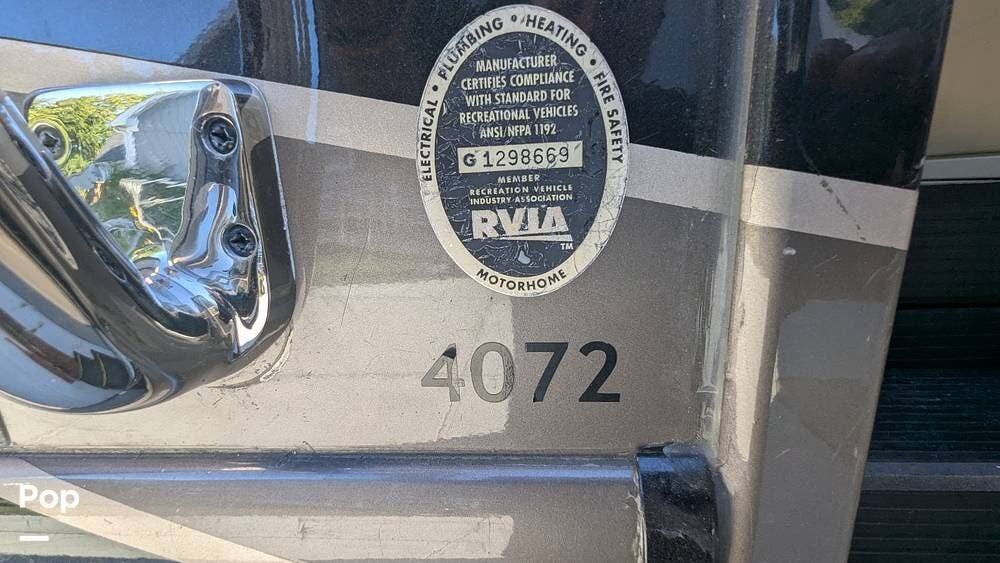 ELECTRICAL • PLUMBING • HEATING • FIRE SAFETY
MANUFACTURER
CERTIFIES COMPLIANCE
WITH STANDARD FOR
RECREATIONAL VEHICLES
ANSI/NFPA 1192
G 1298669
MEMBER
RECREATION VEHICLE
INDUSTRY ASSOCIATION
RVIA
TM
MOTORHOME
4072
Pop